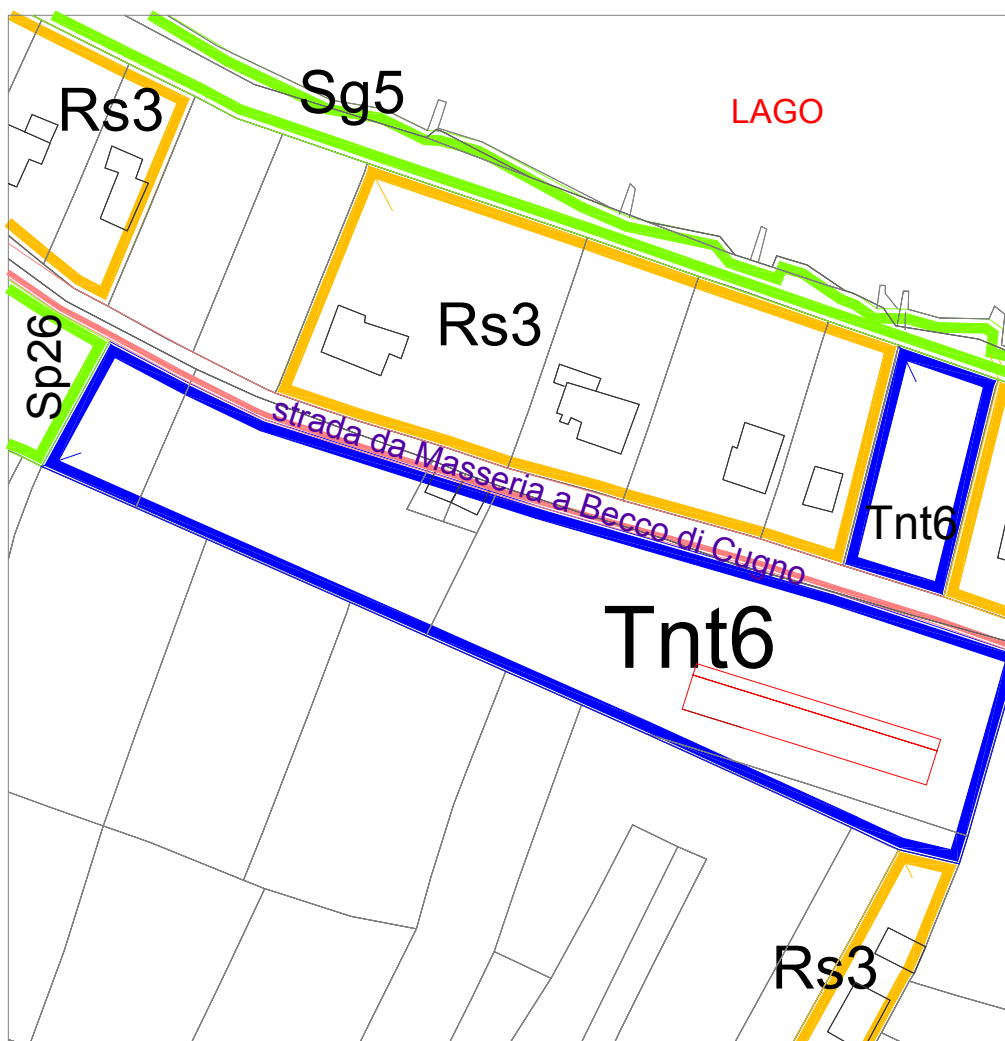 Rs3
Sg5
LAGO
Rs3
Sp26
strada da Masseria a Becco di Cugno
Tnt6
Tnt6
Rs3